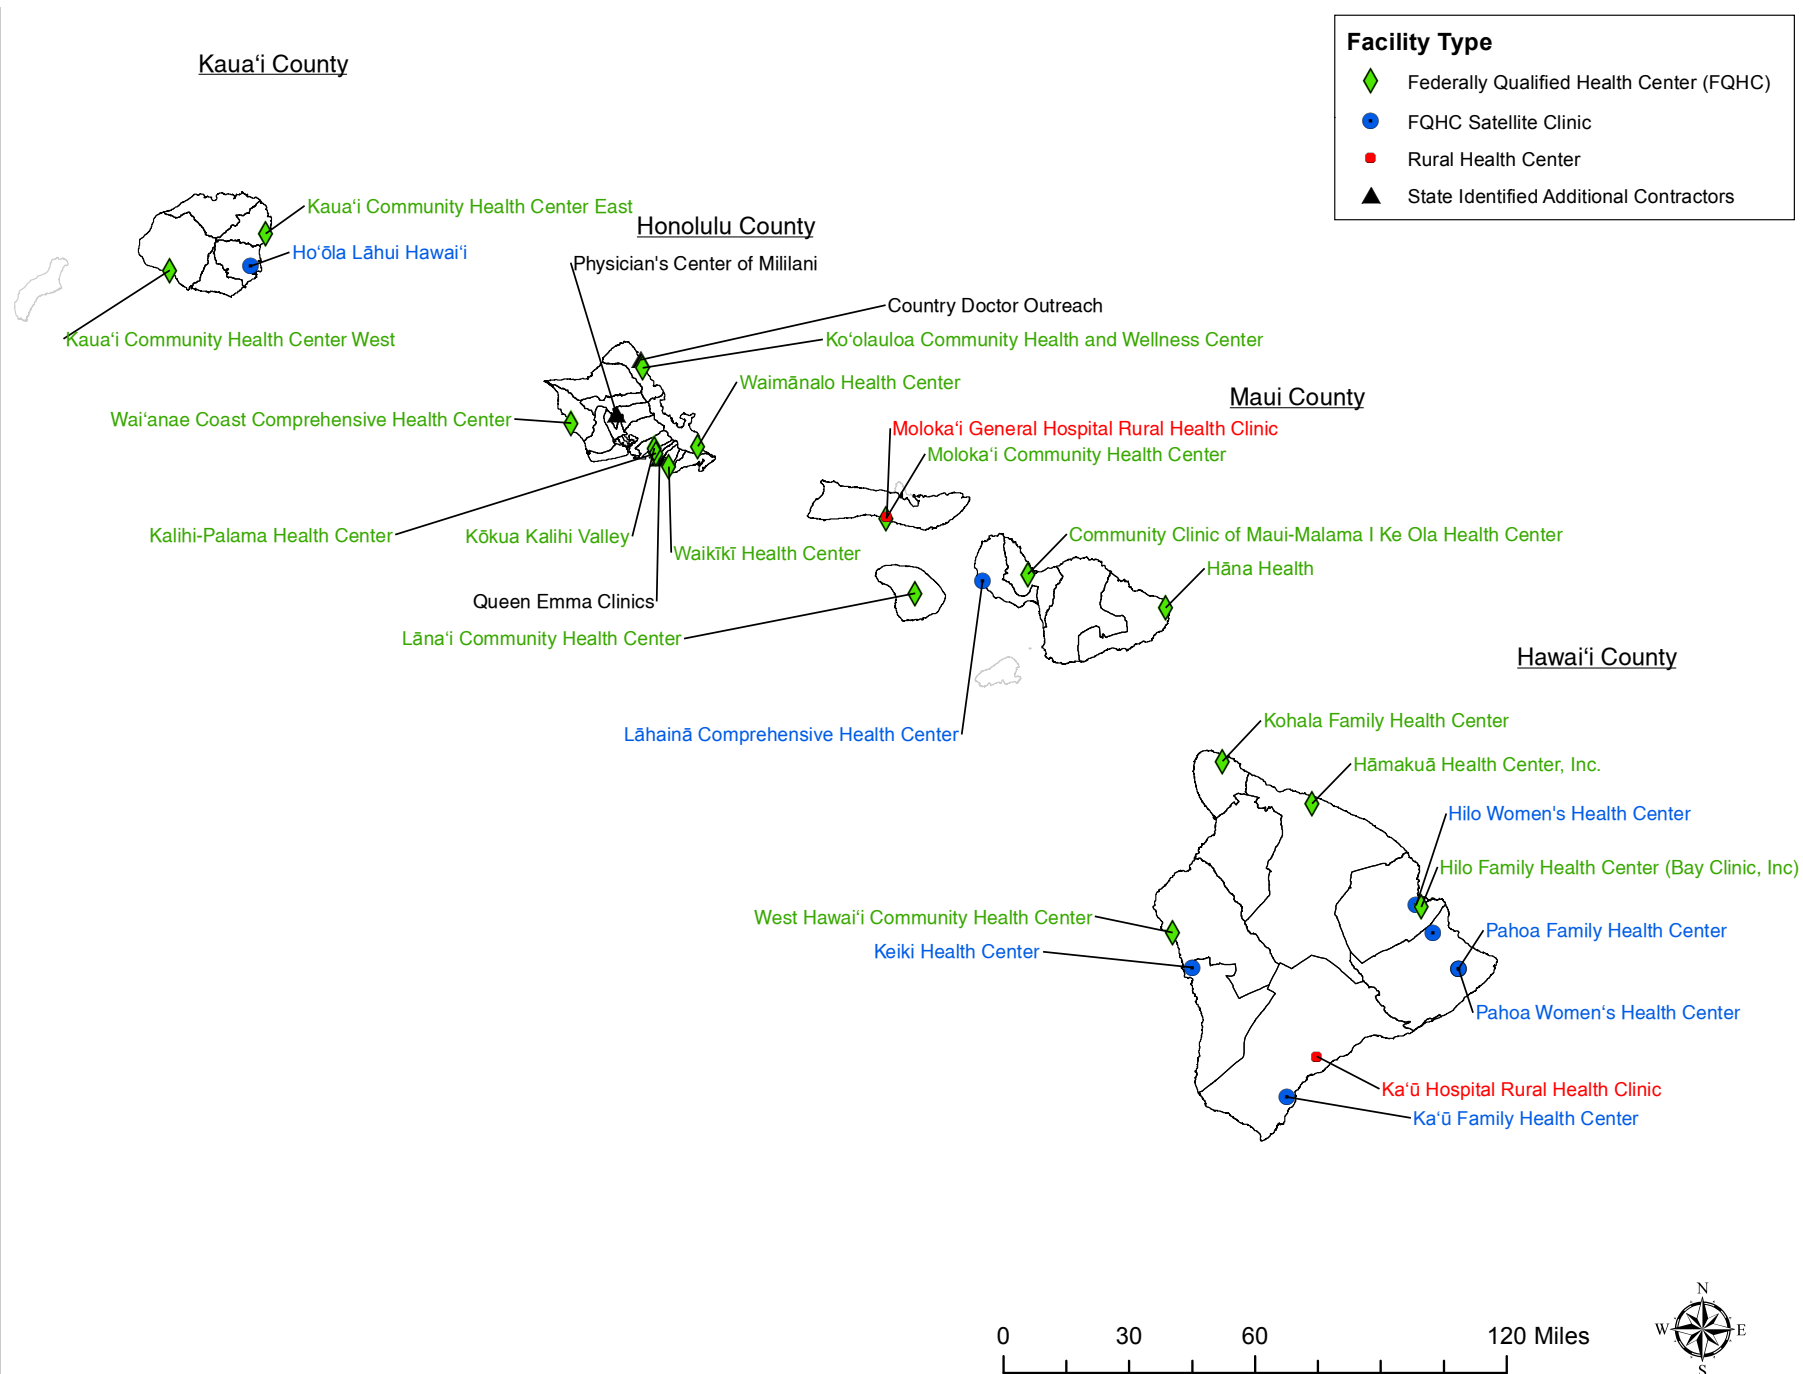 Facility Type
Federally Qualified Health Center (FQHC)
FQHC Satellite Clinic
Rural Health Center
State Identified Additional Contractors
Kauaʻi County
Kauaʻi Community Health Center East
Hoʻōla Lāhui Hawaiʻi
Kauaʻi Community Health Center West
Honolulu County
Physician's Center of Mililani
Country Doctor Outreach
Koʻolauloa Community Health and Wellness Center
Waimānalo Health Center
Waiʻanae Coast Comprehensive Health Center
Kalihi-Palama Health Center
Kōkua Kalihi Valley
Waikīkī Health Center
Queen Emma Clinics
Maui County
Molokaʻi General Hospital Rural Health Clinic
Molokaʻi Community Health Center
Community Clinic of Maui-Malama I Ke Ola Health Center
Hāna Health
Lānaʻi Community Health Center
Lāhainā Comprehensive Health Center
Hawaiʻi County
Kohala Family Health Center
Hāmakuā Health Center, Inc.
Hilo Women's Health Center
Hilo Family Health Center (Bay Clinic, Inc)
West Hawaiʻi Community Health Center
Keiki Health Center
Pahoa Family Health Center
Pahoa Womenʻs Health Center
Kaʻū Hospital Rural Health Clinic
Kaʻū Family Health Center
0 30 60 120 Miles
N
W E
S